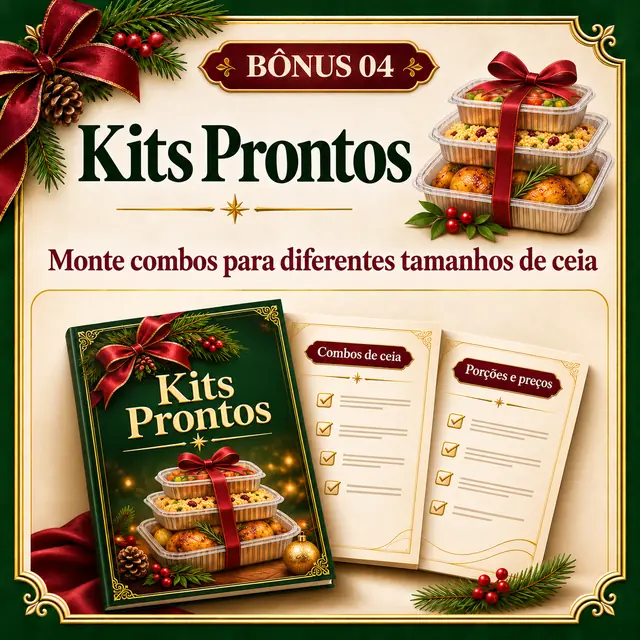 BÔNUS 04
Kits Prontos
Monte combos para diferentes tamanhos de ceia
Kits
Prontos
Combos de ceia
Porções e preços